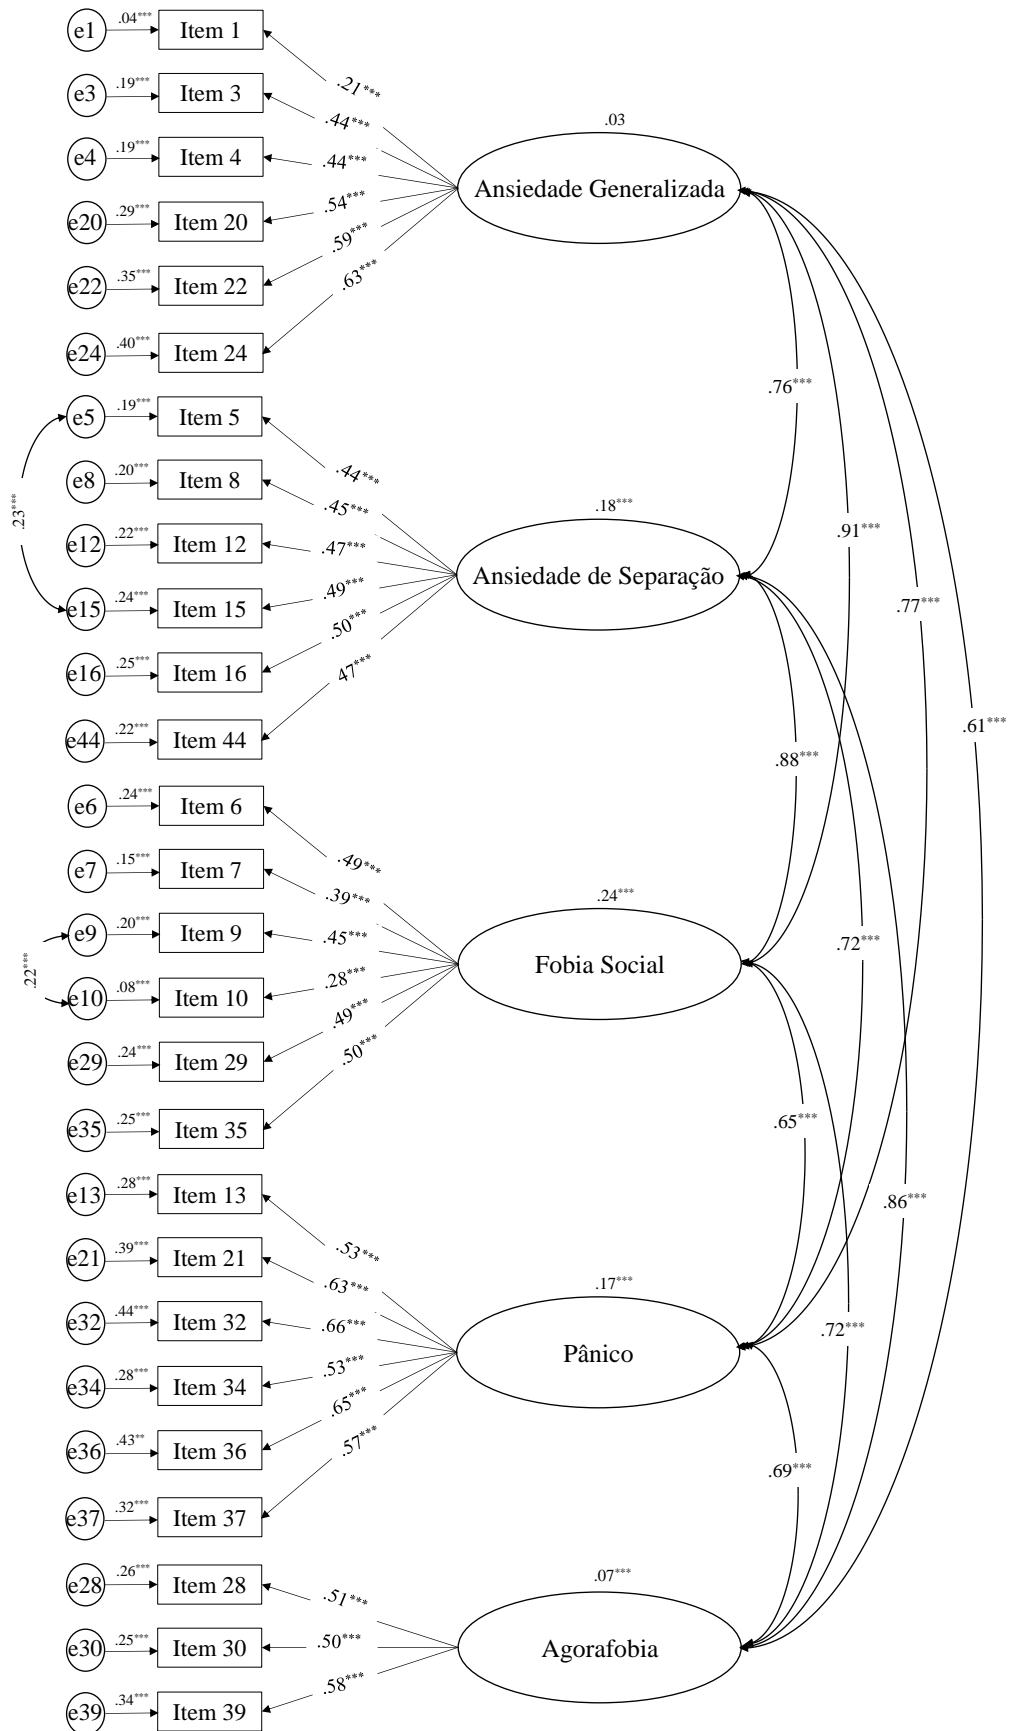 e1 .04*** Item 1
.21***
e3 .19*** Item 3
.44***
.03
e4 .19*** Item 4
.44***
Ansiedade Generalizada
e20 .29*** Item 20
.54***
e22 .35*** Item 22
.59***
e24 .40*** Item 24
.63***
.76***
e5 .19*** Item 5
.44***
e8 .20*** Item 8
.45***
.23***
.18***
.91***
e12 .22*** Item 12
.47***
Ansiedade de Separação
e15 .24*** Item 15
.49***
.77***
e16 .25*** Item 16
.50***
e44 .22*** Item 44
.47***
.61***
.88***
e6 .24*** Item 6
.49***
e7 .15*** Item 7
.39***
.24***
e9 .20*** Item 9
.45***
.72***
.22***
Fobia Social
e10 .08*** Item 10
.28***
e29 .24*** Item 29
.49***
e35 .25*** Item 35
.50***
.65***
e13 .28*** Item 13
.53***
.86***
e21 .39*** Item 21
.63***
.17***
e32 .44*** Item 32
.66***
.72***
Pânico
e34 .28*** Item 34
.53***
e36 .43** Item 36
.65***
e37 .32*** Item 37
.57***
.69***
e28 .26*** Item 28
.51***
.07***
e30 .25*** Item 30
.50***
Agorafobia
e39 .34*** Item 39
.58***